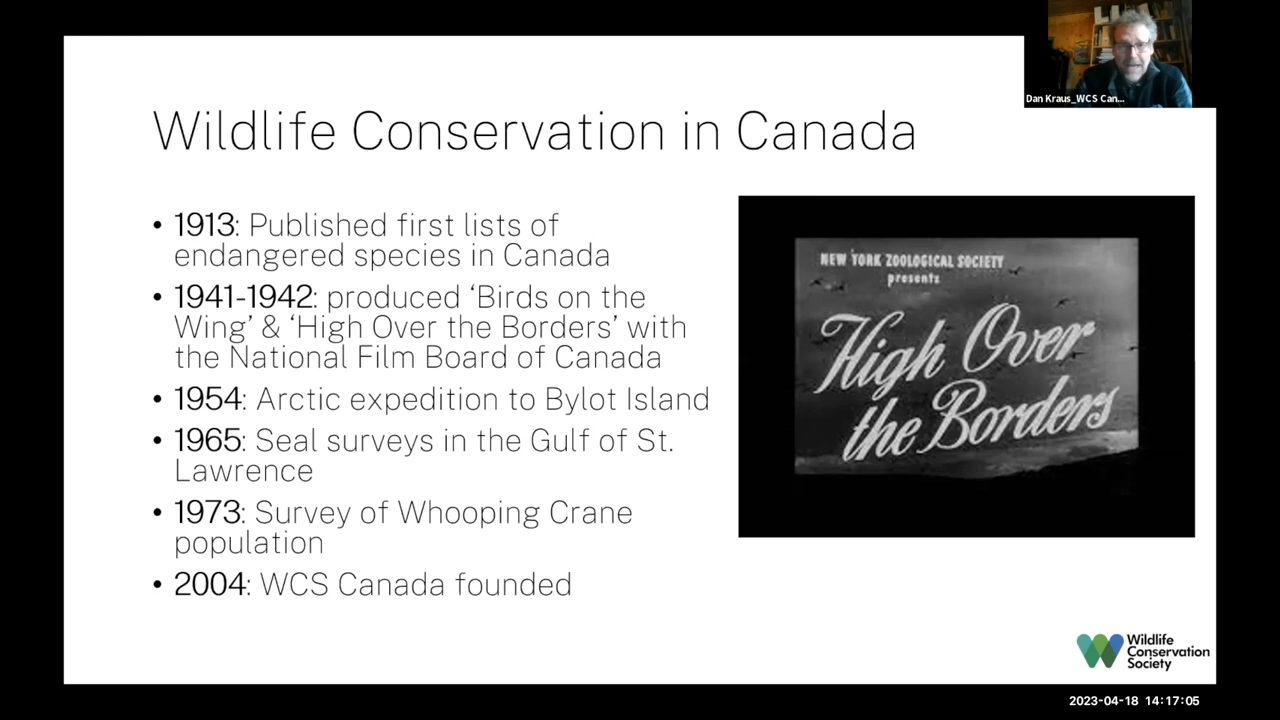 Dan Kraus_WCS Can...
Wildlife Conservation in Canada
• 1913: Published first lists of
endangered species in Canada
• 1941-1942: produced ‘Birds on the
Wing’ & ‘High Over the Borders’ with
the National Film Board of Canada
• 1954: Arctic expedition to Bylot Island
• 1965: Seal surveys in the Gulf of St.
Lawrence
• 1973: Survey of Whooping Crane
population
• 2004: WCS Canada founded
NEW YORK ZOOLOGICAL SOCIETY
presents
High Over
the Borders
Wildlife
Conservation
Society
2023-04-18 14:17:05